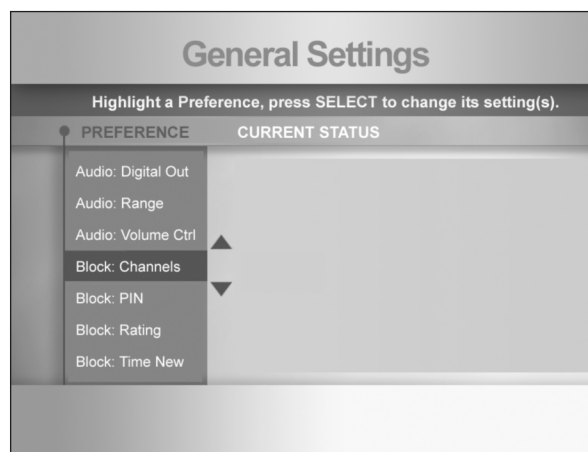 General Settings
Highlight a Preference, press SELECT to change its setting(s).
PREFERENCE CURRENT STATUS
Audio: Digital Out
Audio: Range
Audio: Volume Ctrl
Block: Channels
Block: PIN
Block: Rating
Block: Time New